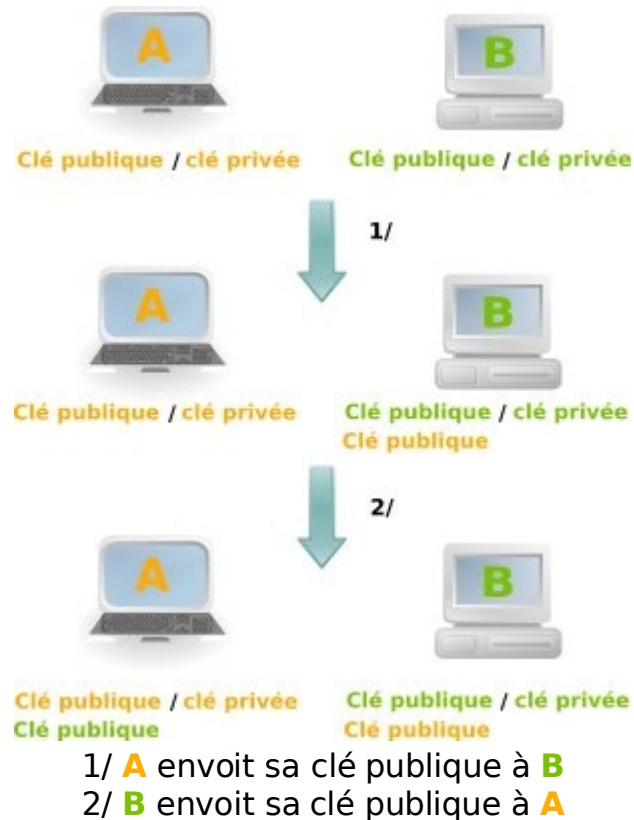 A B
Clé publique / clé privée Clé publique / clé privée
1/
A B
Clé publique / clé privée Clé publique / clé privée
Clé publique
2/
A B
Clé publique / clé privée Clé publique / clé privée
Clé publique Clé publique
1/ A envoit sa clé publique à B
2/ B envoit sa clé publique à A